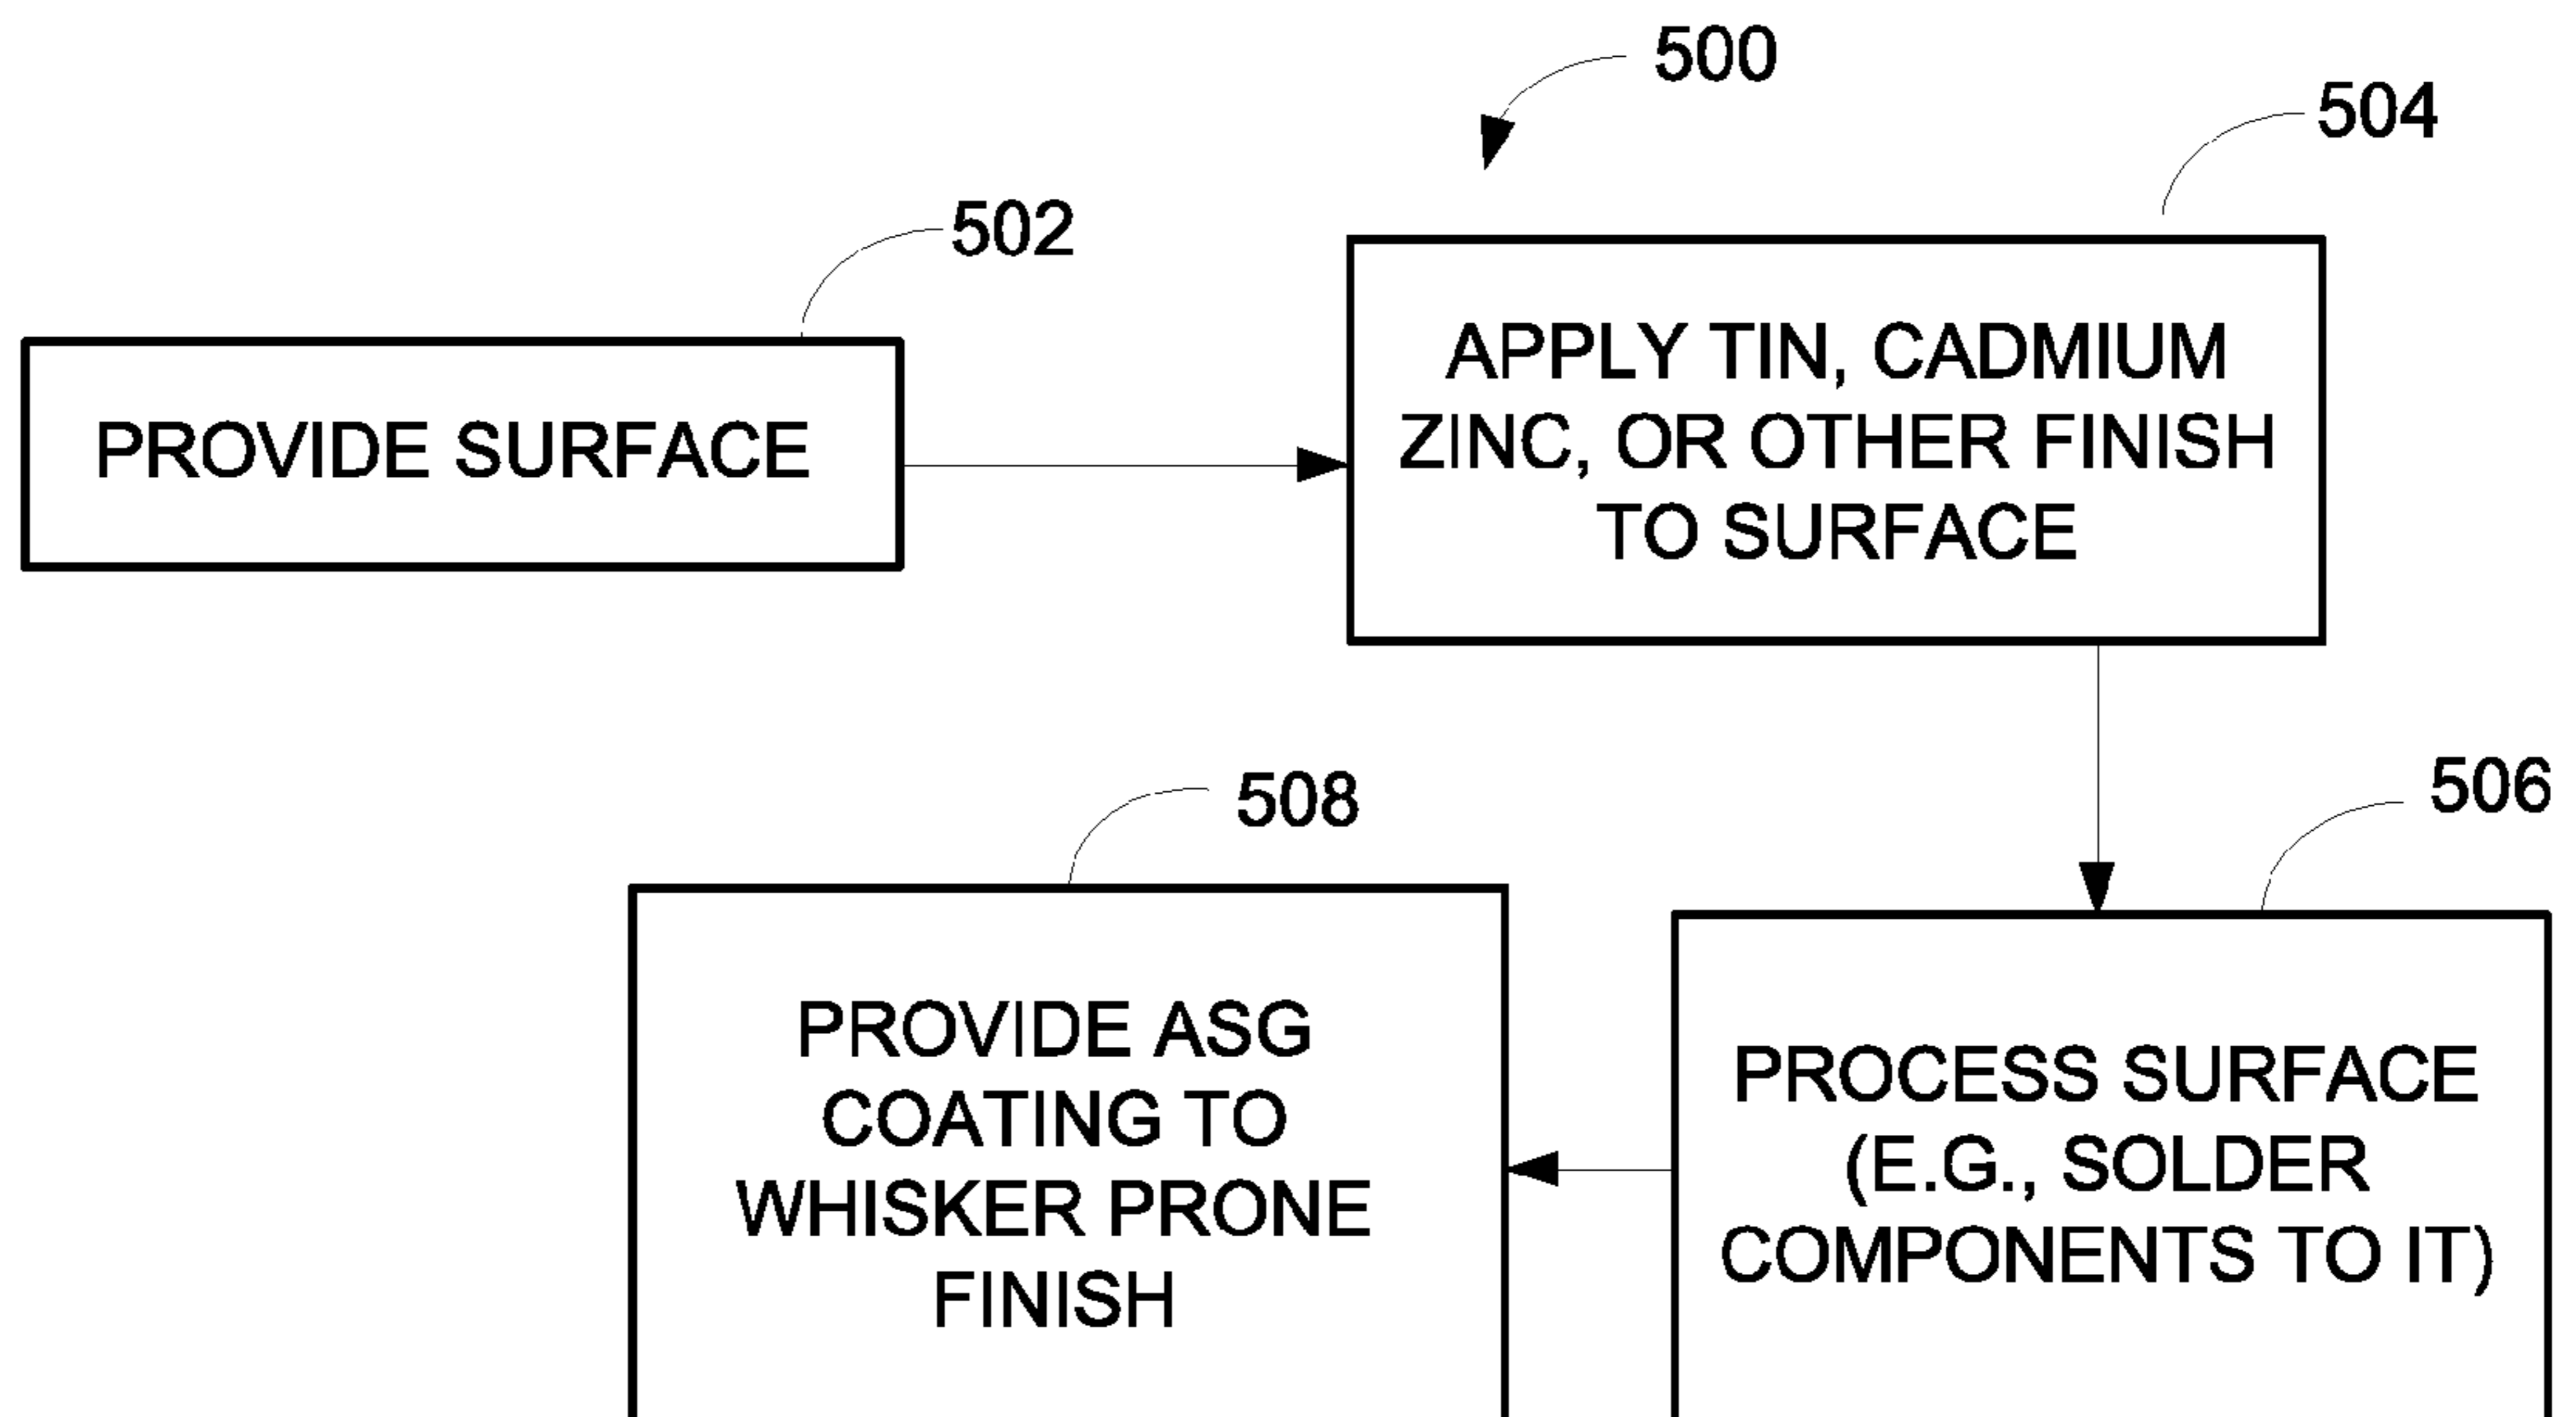 500
504
502
PROVIDE SURFACE
APPLY TIN, CADMIUM
ZINC, OR OTHER FINISH
TO SURFACE
506
508
PROCESS SURFACE
(E.G., SOLDER
COMPONENTS TO IT)
PROVIDE ASG
COATING TO
WHISKER PRONE
FINISH